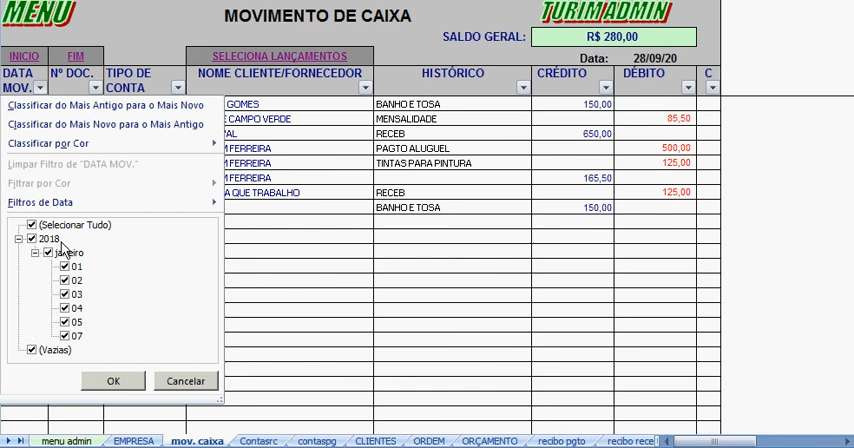 MENU
MOVIMENTO DE CAIXA
TURIM/ADMIN
SALDO GERAL: R$ 280,00
INICIO FIM SELECIONA LANÇAMENTOS Data: 28/09/20
DATA MOV. Nº DOC. TIPO DE CONTA NOME CLIENTE/FORNECEDOR HISTÓRICO CRÉDITO DÉBITO C
GOMES BANHO E TOSA 150,00
E CAMPO VERDE MENSALIDADE 85,50
PAL RECEB 650,00
M FERREIRA PAGTO ALUGUEL 500,00
M FERREIRA TINTAS PARA PINTURA 125,00
M FERREIRA 165,50
A QUE TRABALHO RECEB 125,00
BANHO E TOSA 150,00
Classificar do Mais Antigo para o Mais Novo
Classificar do Mais Novo para o Mais Antigo
Classificar por Cor
Limpar Filtro de "DATA MOV."
Filtrar por Cor
Filtros de Data
(Selecionar Tudo)
2018
janeiro
01
02
03
04
05
07
(Vazias)
OK Cancelar
menu admin EMPRESA mov. caixa Contasrc contaspg CLIENTES ORDEM ORÇAMENTO recibo pgto recibo rece